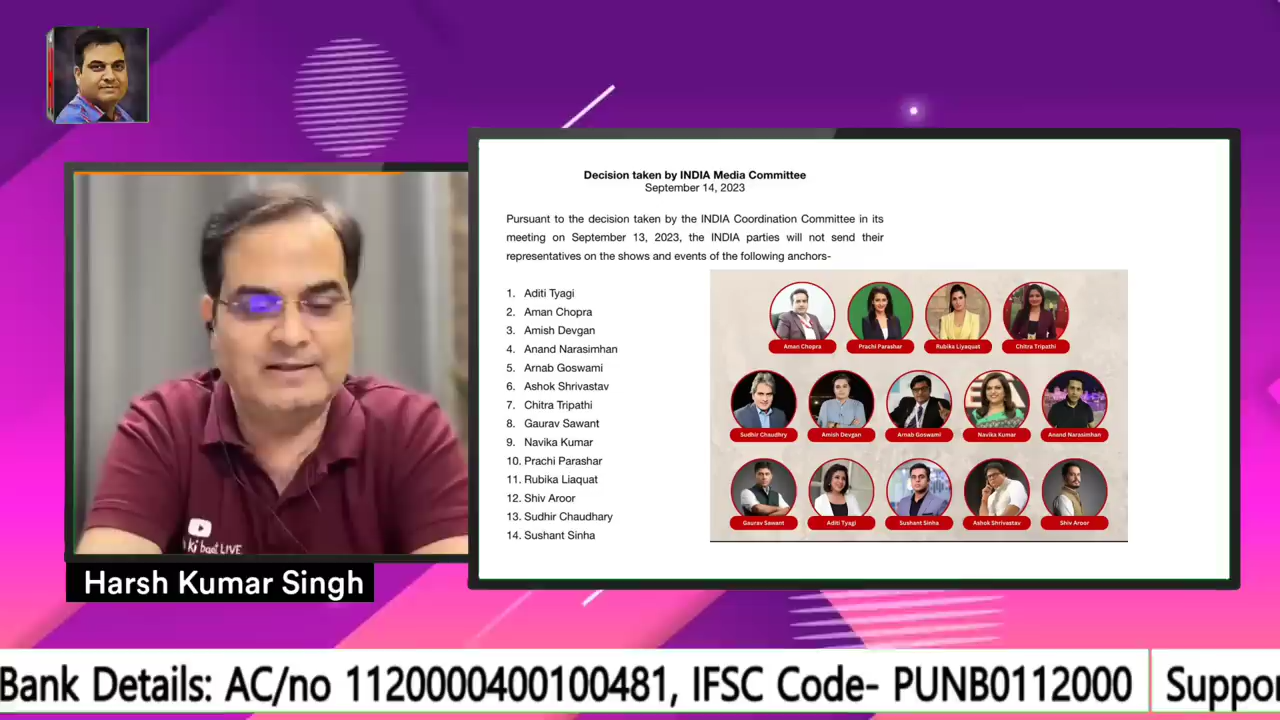 Decision taken by INDIA Media Committee
September 14, 2023
Pursuant to the decision taken by the INDIA Coordination Committee in its
meeting on September 13, 2023, the INDIA parties will not send their
representatives on the shows and events of the following anchors-
1. Aditi Tyagi
2. Aman Chopra
3. Amish Devgan
4. Anand Narasimhan
5. Arnab Goswami
6. Ashok Shrivastav
7. Chitra Tripathi
8. Gaurav Sawant
9. Navika Kumar
10. Prachi Parashar
11. Rubika Liaquat
12. Shiv Aroor
13. Sudhir Chaudhary
14. Sushant Sinha
Aman Chopra
Prachi Parashar
Rubika Liyaquat
Chitra Tripathi
Sudhir Chaudhry
Amish Devgan
Arnab Goswami
Navika Kumar
Anand Narasimhan
Gaurav Sawant
Aditi Tyagi
Sushant Sinha
Ashok Shrivastav
Shiv Aroor
Ki baat LIVE
Harsh Kumar Singh
Bank Details: AC/no 1120000400100481, IFSC Code- PUNB0112000
Suppor